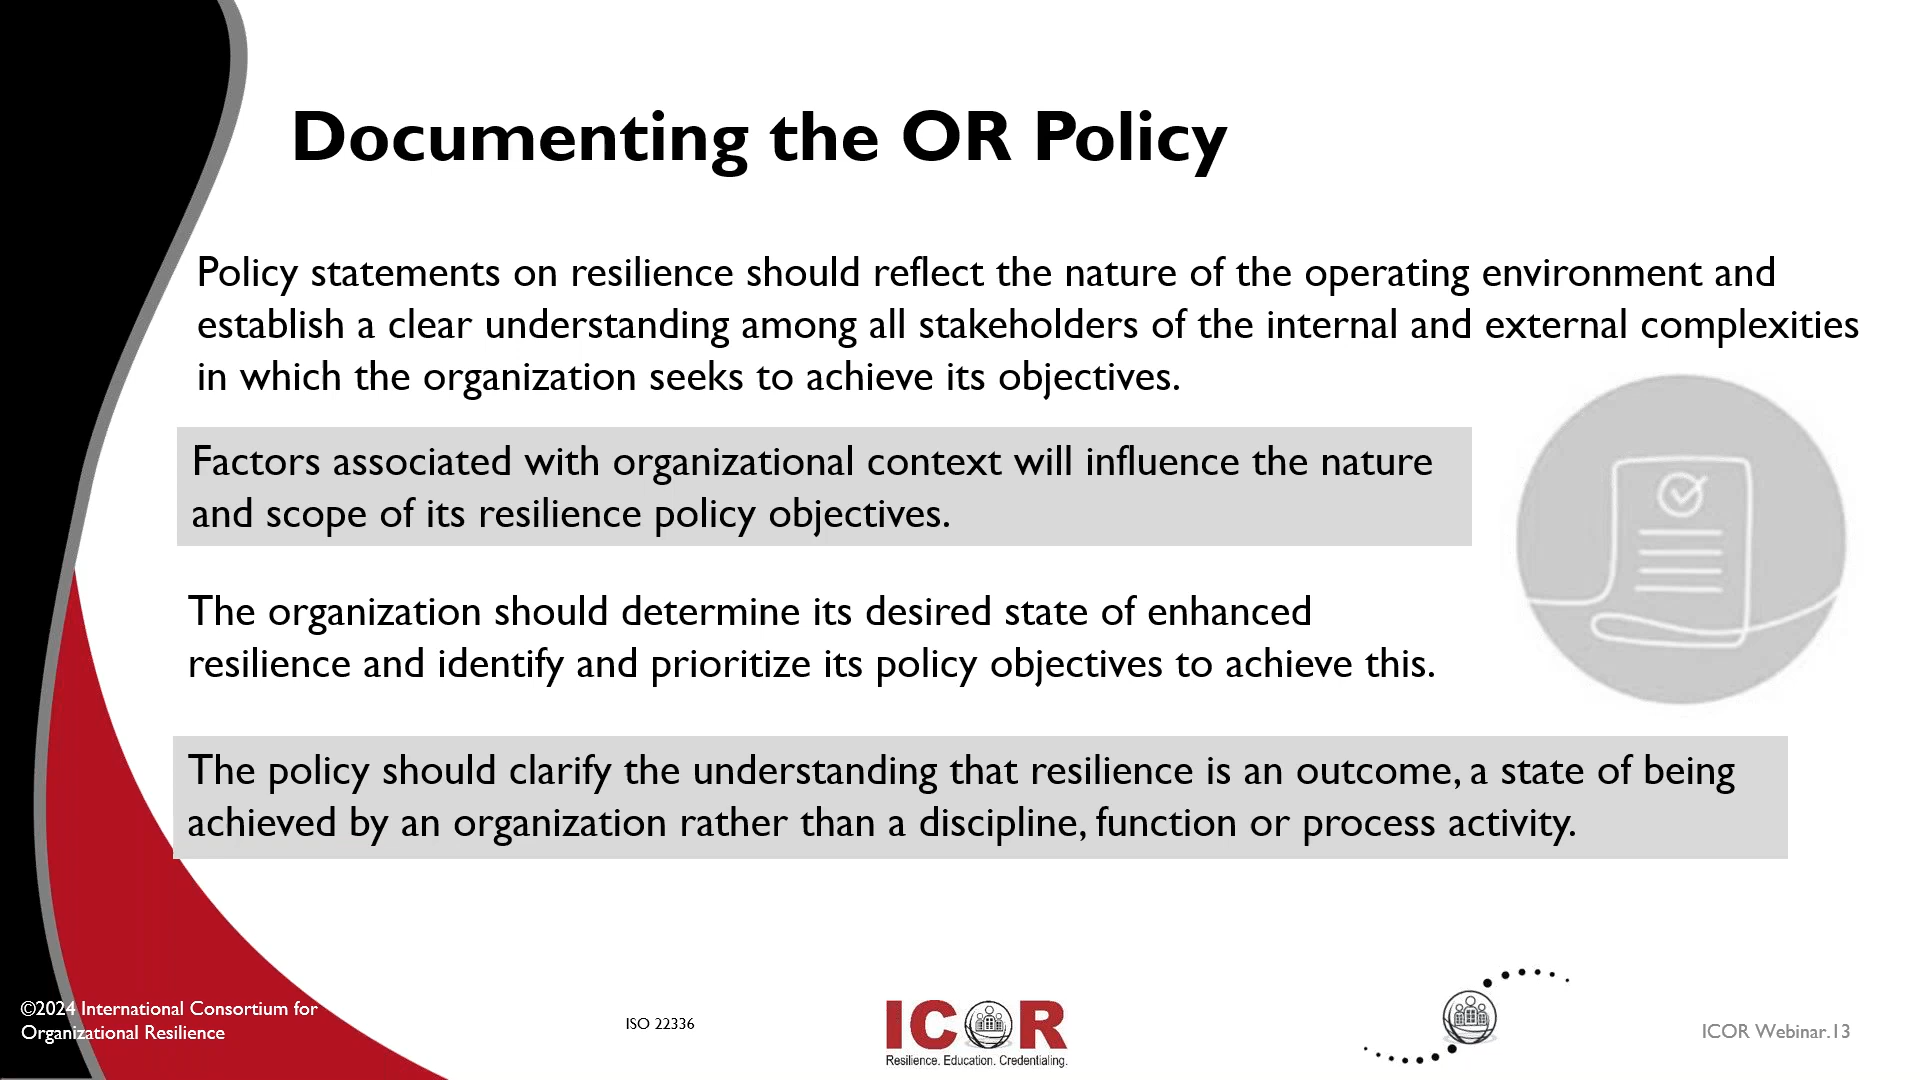 Documenting the OR Policy
Policy statements on resilience should reflect the nature of the operating environment and
establish a clear understanding among all stakeholders of the internal and external complexities
in which the organization seeks to achieve its objectives.
Factors associated with organizational context will influence the nature
and scope of its resilience policy objectives.
The organization should determine its desired state of enhanced
resilience and identify and prioritize its policy objectives to achieve this.
The policy should clarify the understanding that resilience is an outcome, a state of being
achieved by an organization rather than a discipline, function or process activity.
©2024 International Consortium for
Organizational Resilience
ISO 22336
ICOR
Resilience. Education. Credentialing.
ICOR Webinar.13